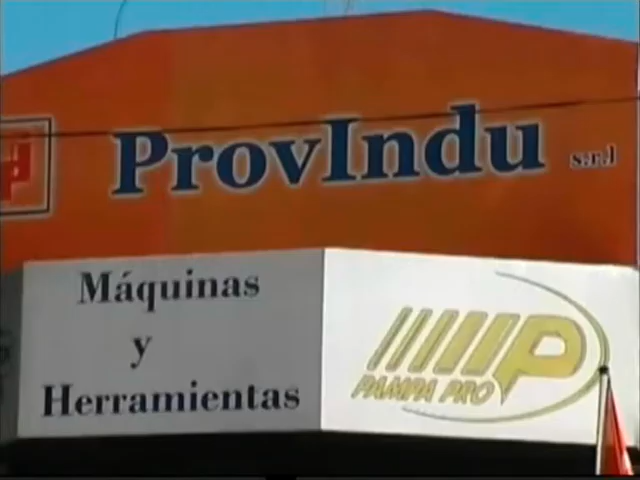 ProvIndu s.r.l
Máquinas
y
Herramientas
PAMPA PRO